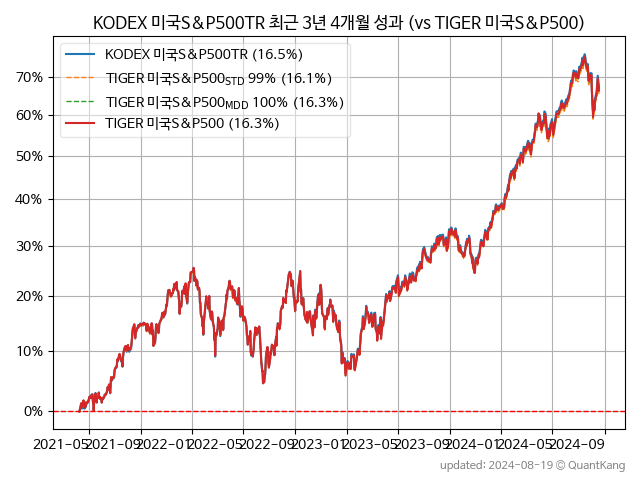 KODEX 미국S&P500TR 최근 3년 4개월 성과 (vs TIGER 미국S&P500)
KODEX 미국S&P500TR (16.5%)
TIGER 미국S&P500STD 99% (16.1%)
TIGER 미국S&P500MDD 100% (16.3%)
TIGER 미국S&P500 (16.3%)
70%
60%
50%
40%
30%
20%
10%
0%
2021-05 2021-09 2022-01 2022-05 2022-09 2023-01 2023-05 2023-09 2024-01 2024-05 2024-09
updated: 2024-08-19 @ QuantKang